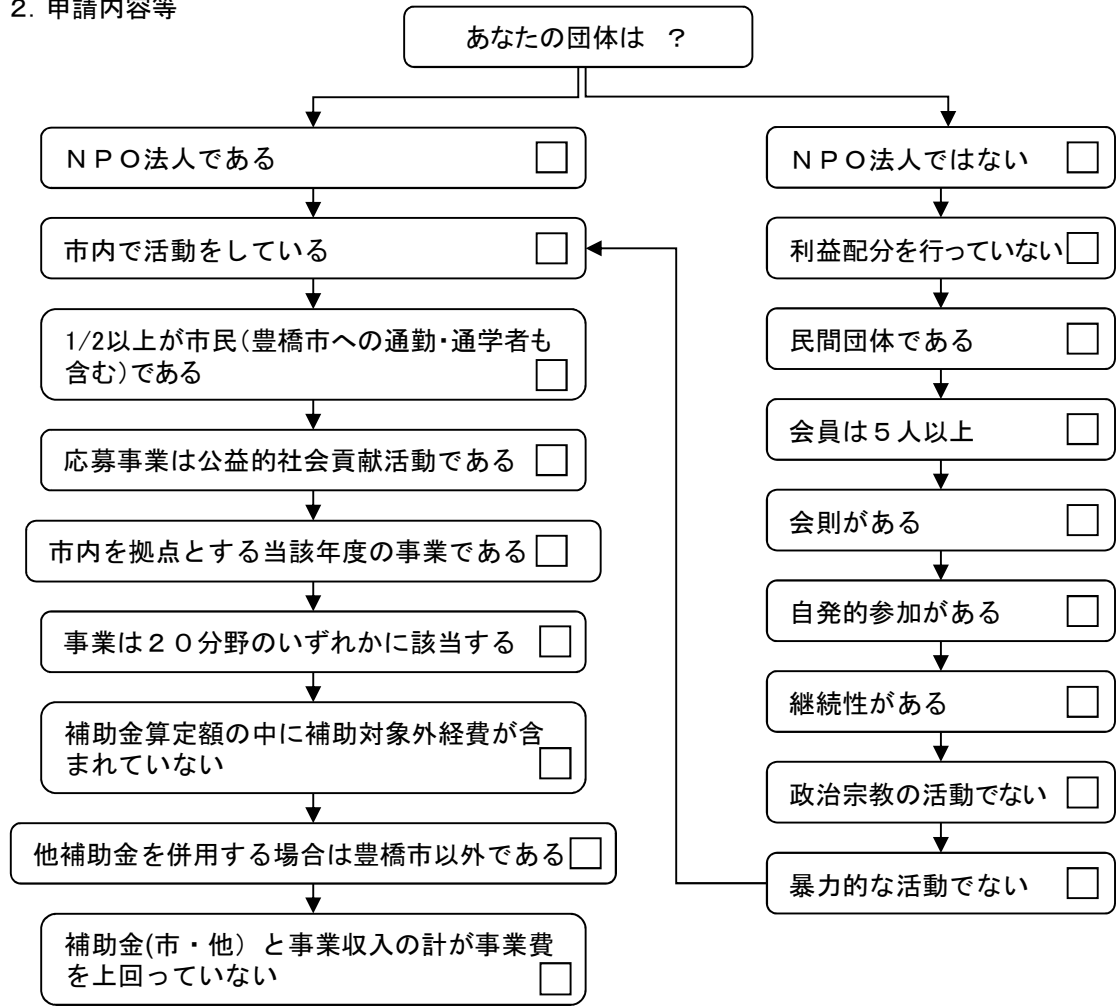 2．申請内容等
あなたの団体は　？
ＮＰＯ法人である
市内で活動をしている
1/2以上が市民（豊橋市への通勤・通学者も
含む）である
応募事業は公益的社会貢献活動である
市内を拠点とする当該年度の事業である
事業は２０分野のいずれかに該当する
補助金算定額の中に補助対象外経費が含
まれていない
他補助金を併用する場合は豊橋市以外である
補助金(市・他）と事業収入の計が事業費
を上回っていない
ＮＰＯ法人ではない
利益配分を行っていない
民間団体である
会員は５人以上
会則がある
自発的参加がある
継続性がある
政治宗教の活動でない
暴力的な活動でない